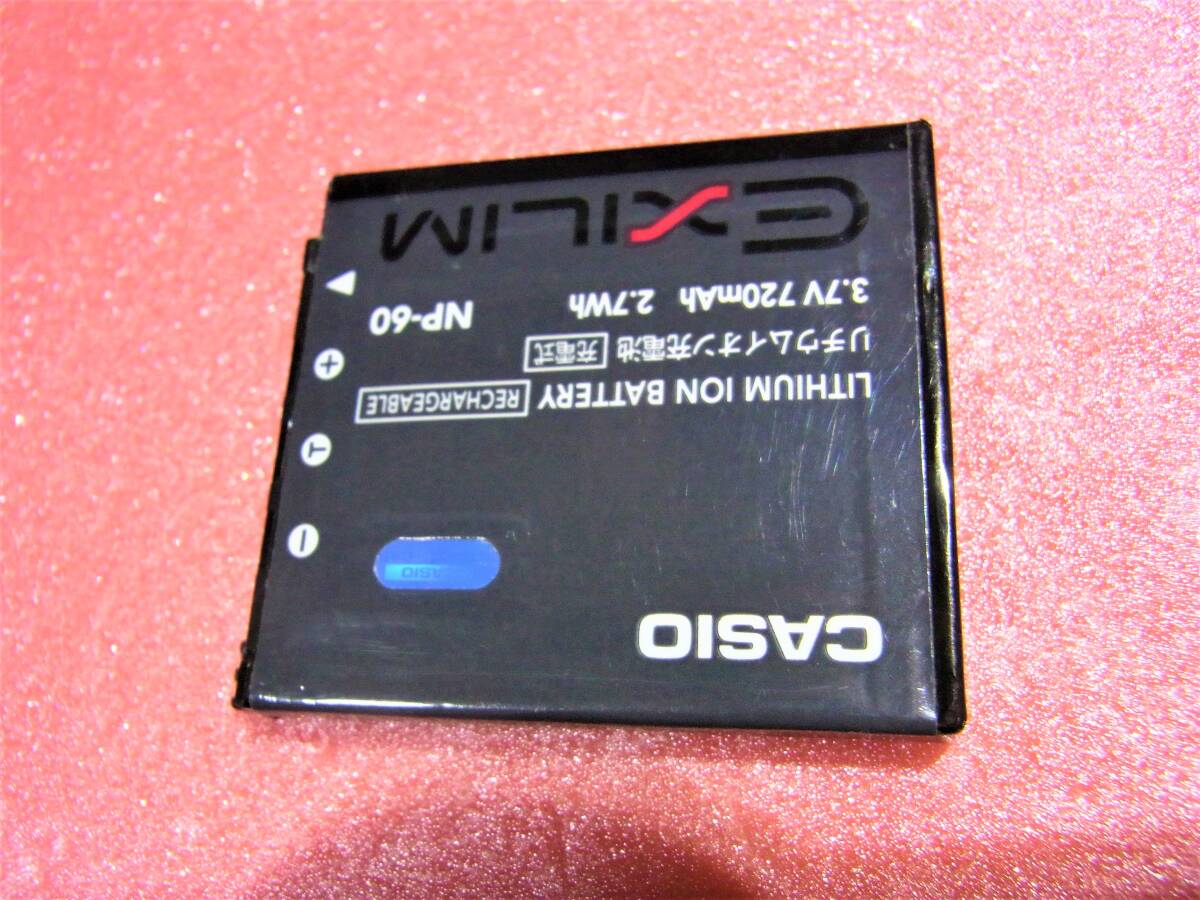 CASIO
CASIO
LITHIUM ION BATTERY RECHARGEABLE
リチウムイオン充電池 充電式
3.7V 720mAh 2.7Wh NP-60
EXILIM
− T +